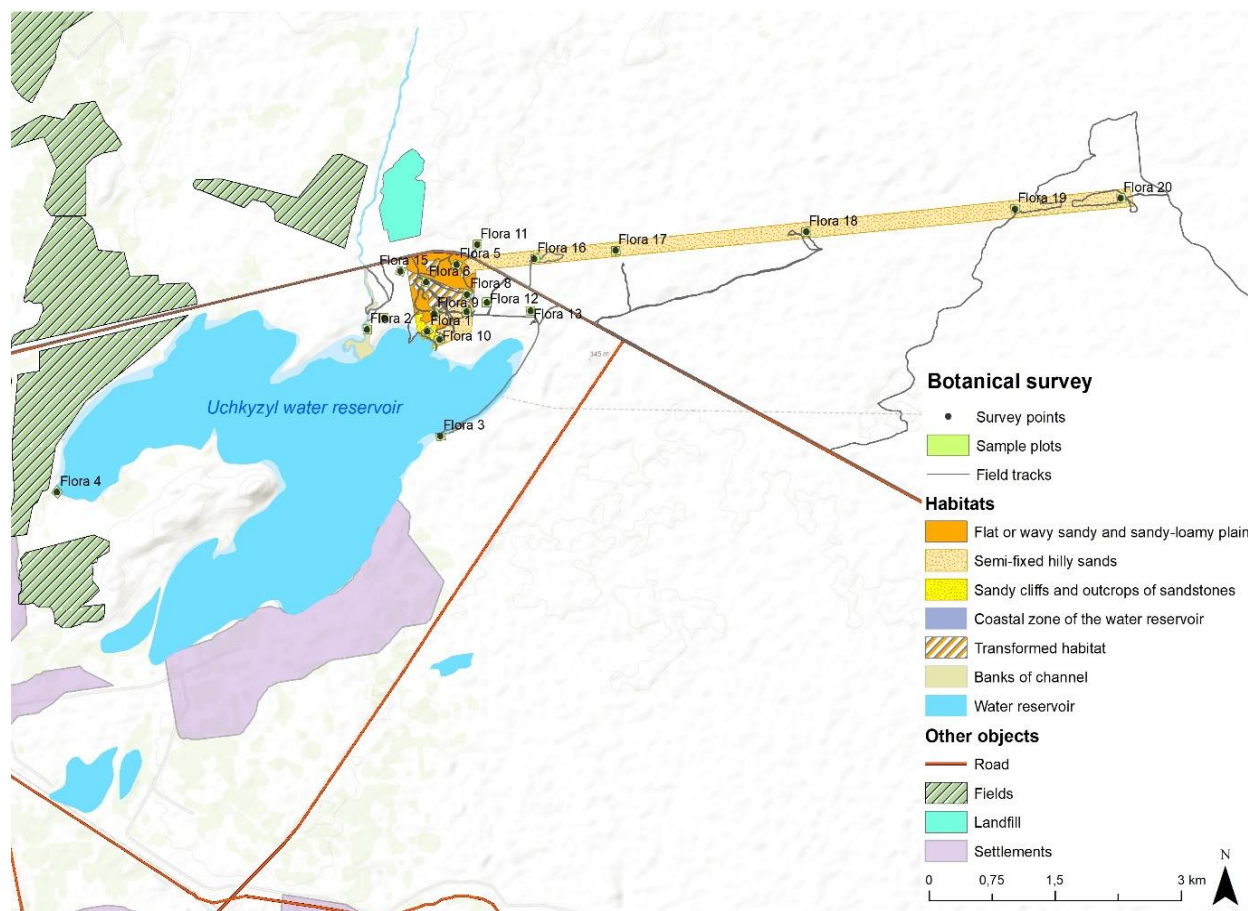 Flora 11
Flora 5
Flora 16
Flora 17
Flora 18
Flora 19
Flora 20
Flora 15
Flora 6
Flora 8
Flora 9
Flora 12
Flora 13
Flora 2
Flora 1
Flora 10
Flora 3
Flora 4
Uchkyzyl water reservoir
345 m
Botanical survey
Survey points
Sample plots
Field tracks
Habitats
Flat or wavy sandy and sandy-loamy plain
Semi-fixed hilly sands
Sandy cliffs and outcrops of sandstones
Coastal zone of the water reservoir
Transformed habitat
Banks of channel
Water reservoir
Other objects
Road
Fields
Landfill
Settlements
N
0 0,75 1,5 3 km